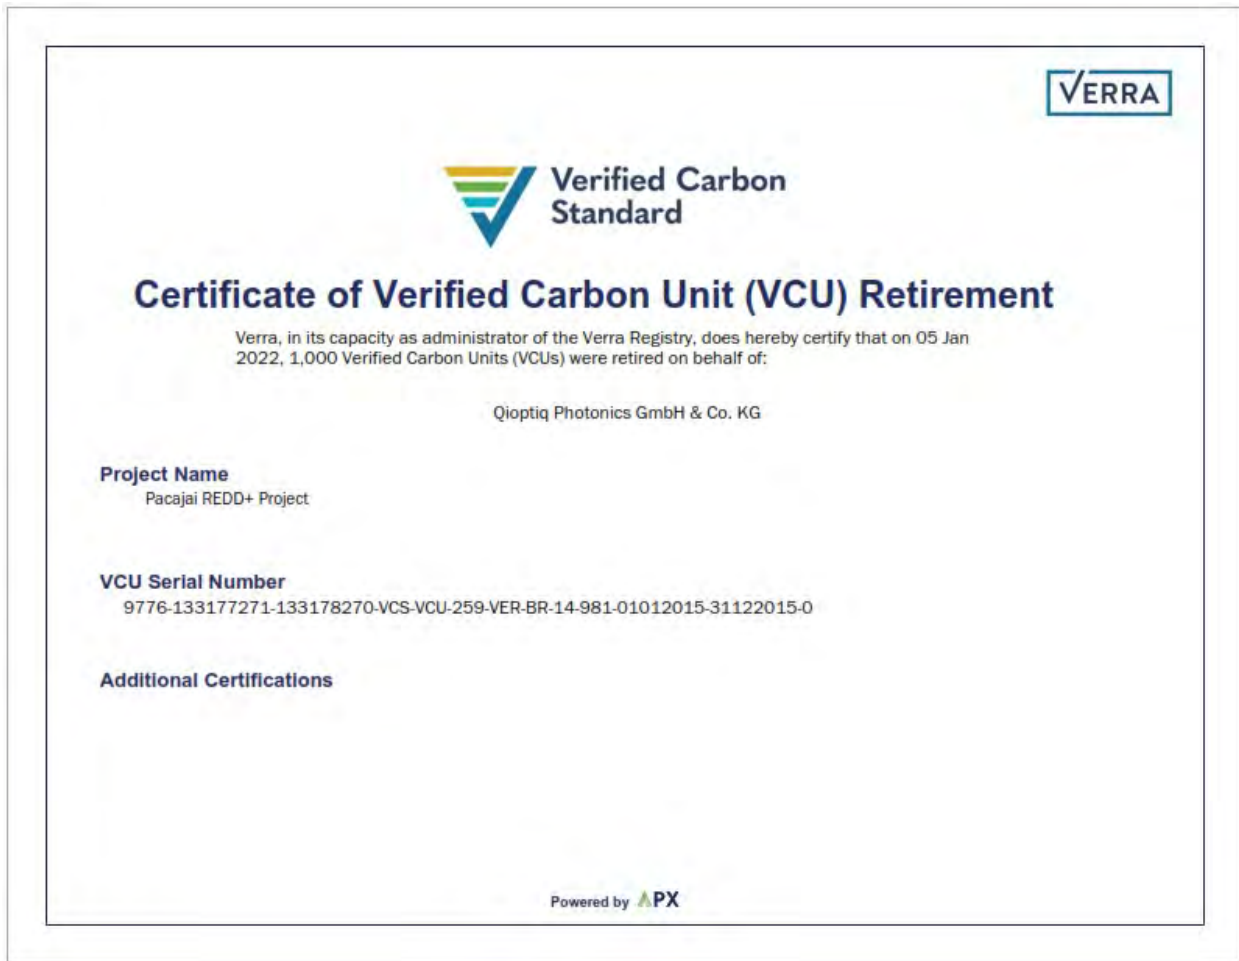 VERRA
Verified Carbon
Standard
Certificate of Verified Carbon Unit (VCU) Retirement
Verra, in its capacity as administrator of the Verra Registry, does hereby certify that on 05 Jan
2022, 1,000 Verified Carbon Units (VCUs) were retired on behalf of:
Qioptiq Photonics GmbH & Co. KG
Project Name
Pacajai REDD+ Project
VCU Serial Number
9776-133177271-133178270-VCS-VCU-259-VER-BR-14-981-01012015-31122015-0
Additional Certifications
Powered by APX